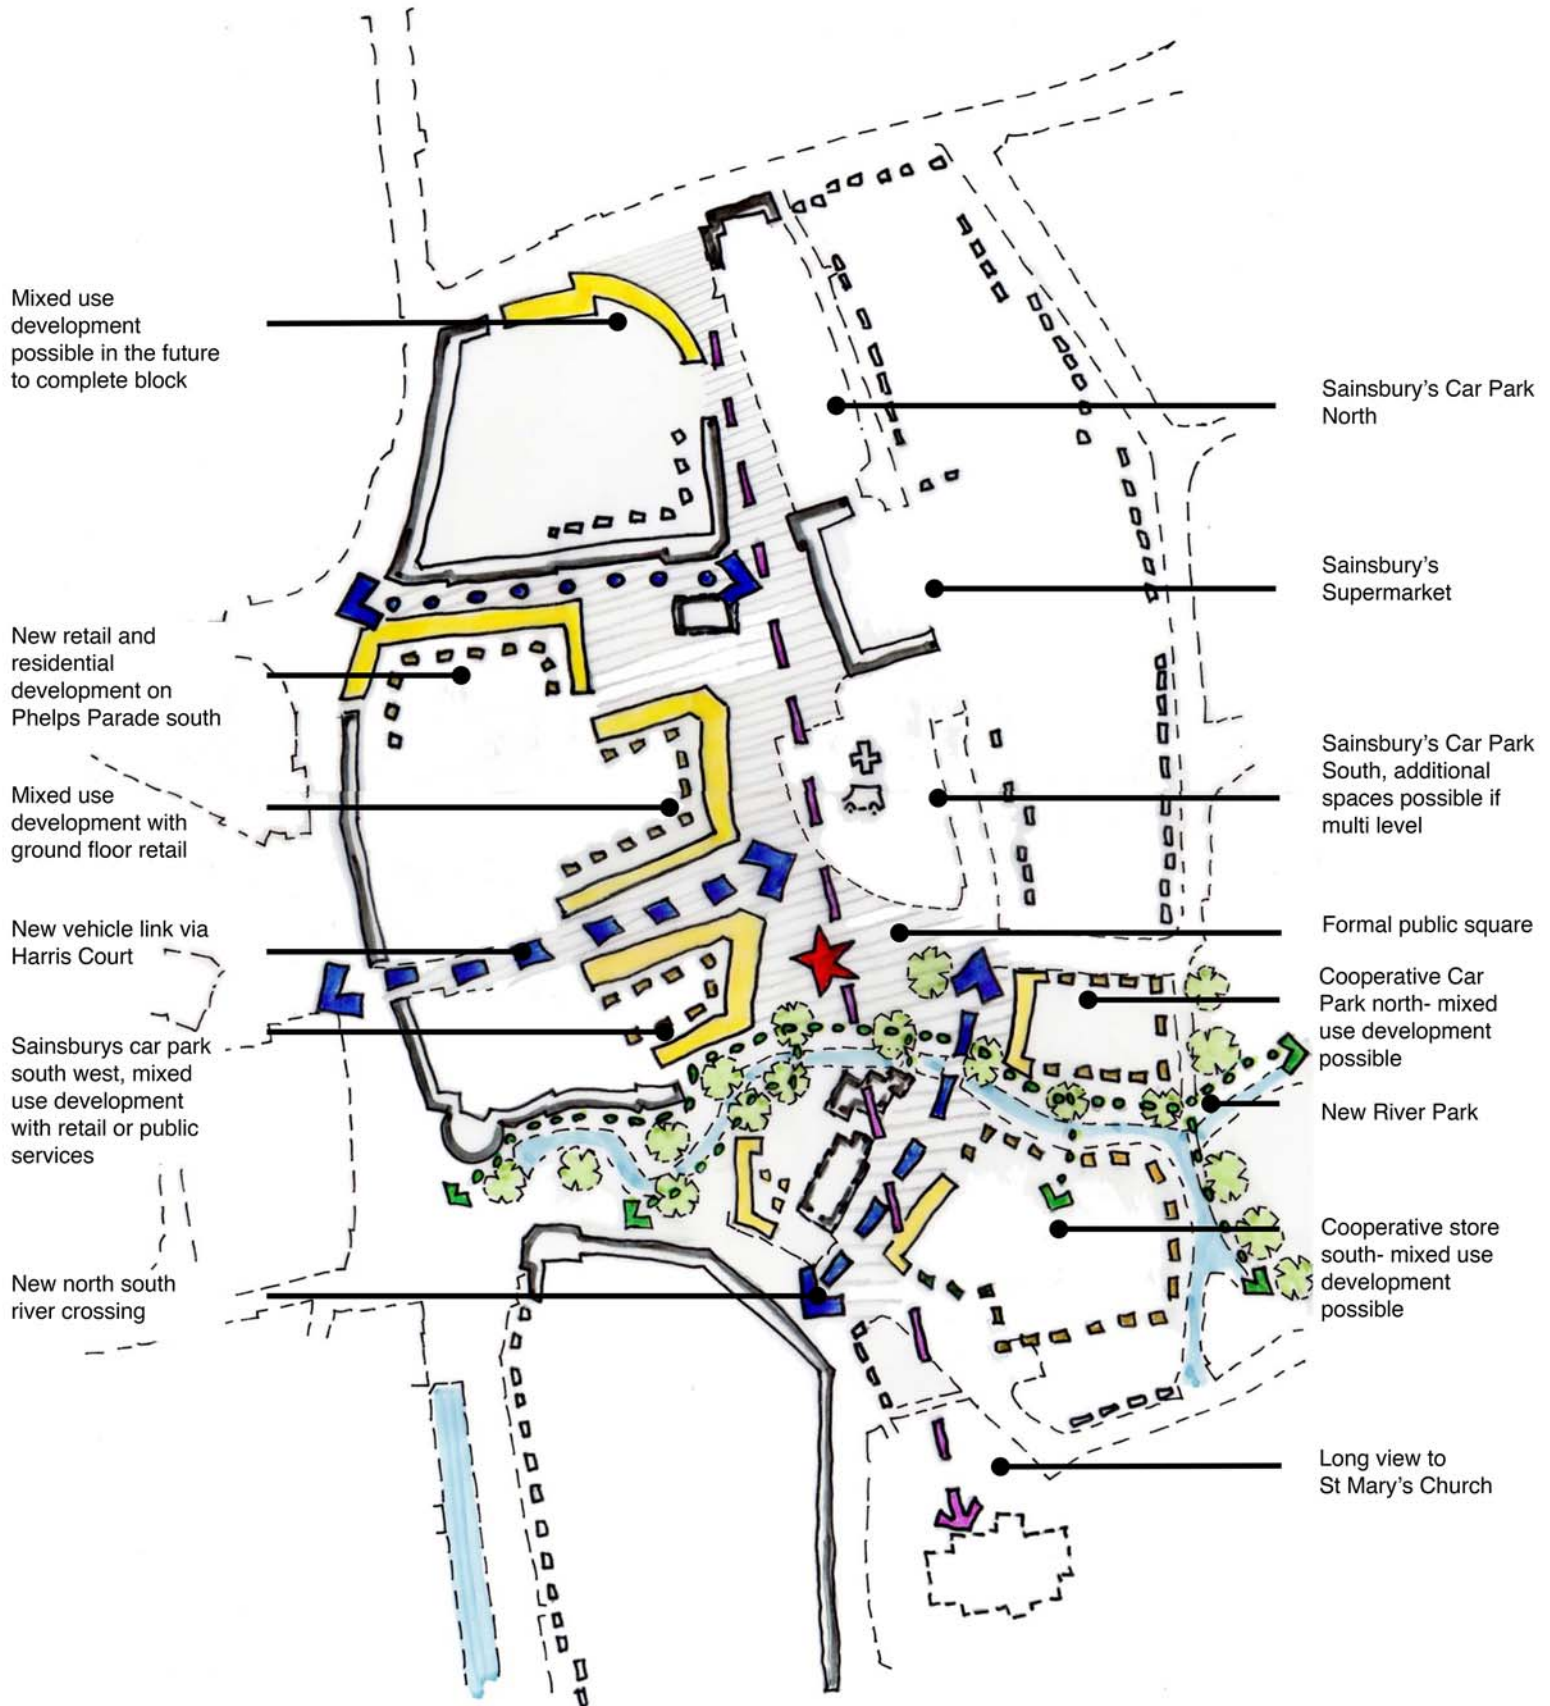 Mixed use
development
possible in the future
to complete block
New retail and
residential
development on
Phelps Parade south
Mixed use
development with
ground floor retail
New vehicle link via
Harris Court
Sainsburys car park
south west, mixed
use development
with retail or public
services
New north south
river crossing
Sainsbury's Car Park
North
Sainsbury's
Supermarket
Sainsbury's Car Park
South, additional
spaces possible if
multi level
Formal public square
Cooperative Car
Park north- mixed
use development
possible
New River Park
Cooperative store
south- mixed use
development
possible
Long view to
St Mary's Church